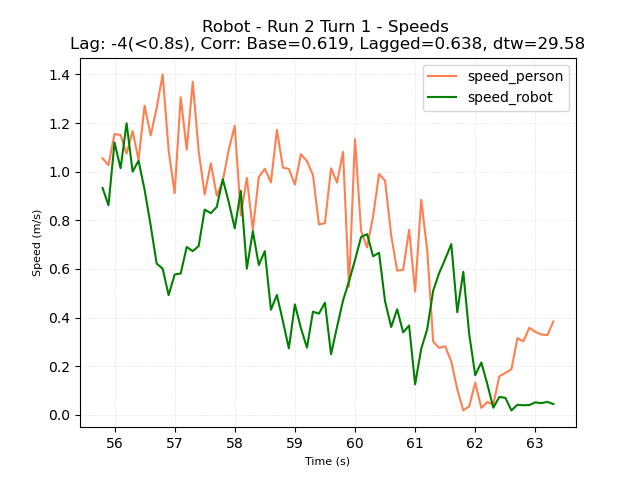 Robot - Run 2 Turn 1 - Speeds
Lag: -4(<0.8s), Corr: Base=0.619, Lagged=0.638, dtw=29.58
speed_person
speed_robot
1.4
1.2
1.0
0.8
0.6
0.4
0.2
0.0
Speed (m/s)
56 57 58 59 60 61 62 63
Time (s)